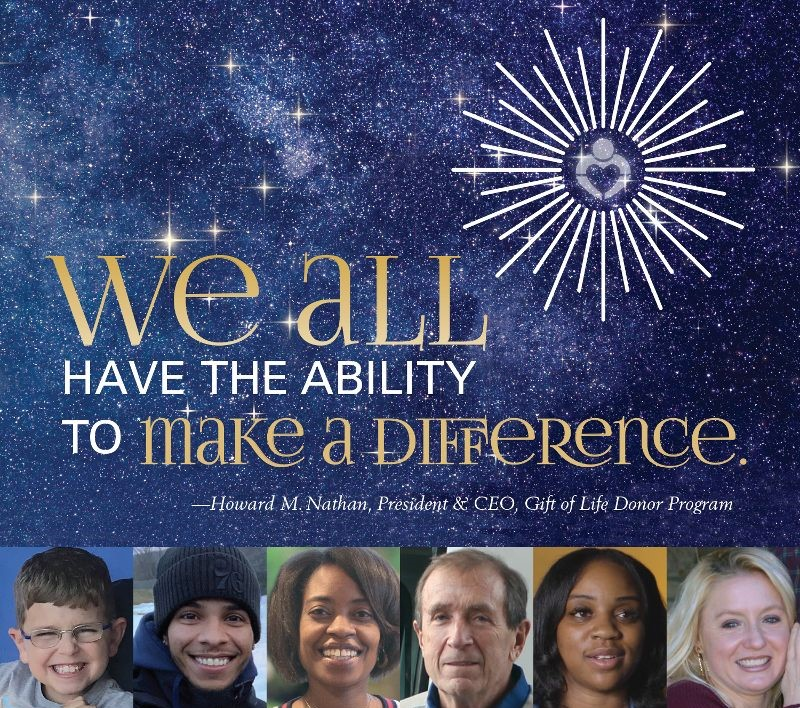 We all
HAVE THE ABILITY
TO make a DIFFerence.
—Howard M. Nathan, President & CEO, Gift of Life Donor Program